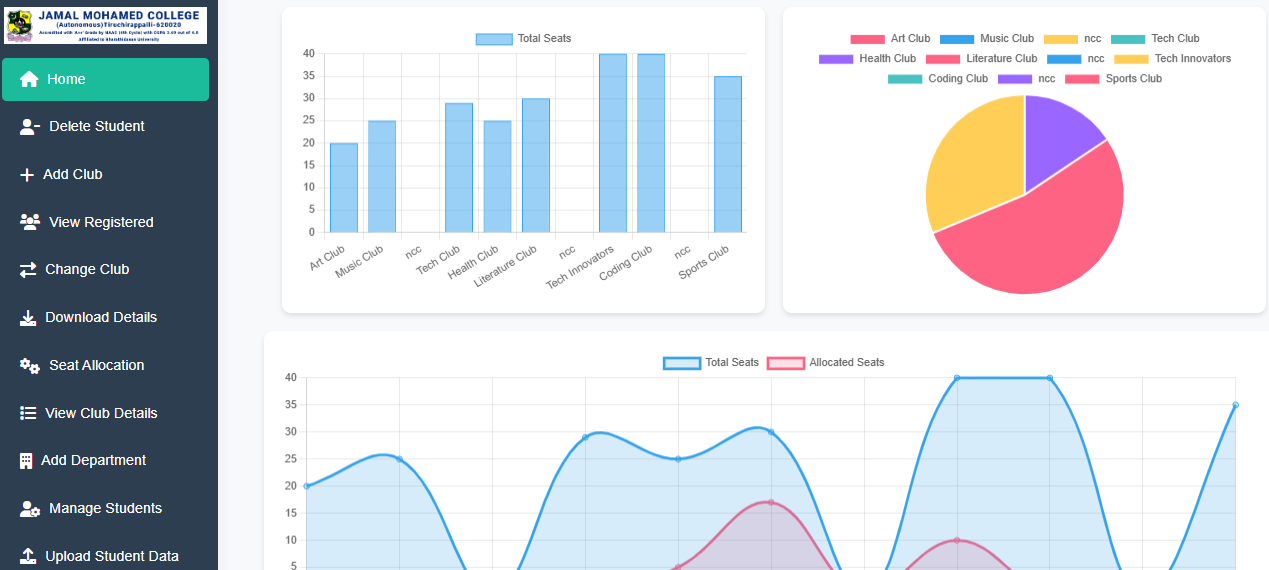 JAMAL MOHAMED COLLEGE
(Autonomous)Tiruchirappalli-620020
Accredited with A++ Grade by NAAC (4th Cycle) with CGPA 3.69 out of 4.0
Affiliated to Bharathidasan University
Home
Delete Student
Add Club
View Registered
Change Club
Download Details
Seat Allocation
View Club Details
Add Department
Manage Students
Upload Student Data
Total Seats
40
35
30
25
20
15
10
5
0
Art Club
Music Club
ncc
Tech Club
Health Club
Literature Club
ncc
Tech Innovators
Coding Club
ncc
Sports Club
Art Club Music Club ncc Tech Club
Health Club Literature Club ncc Tech Innovators
Coding Club ncc Sports Club
Total Seats Allocated Seats
40
35
30
25
20
15
10
5